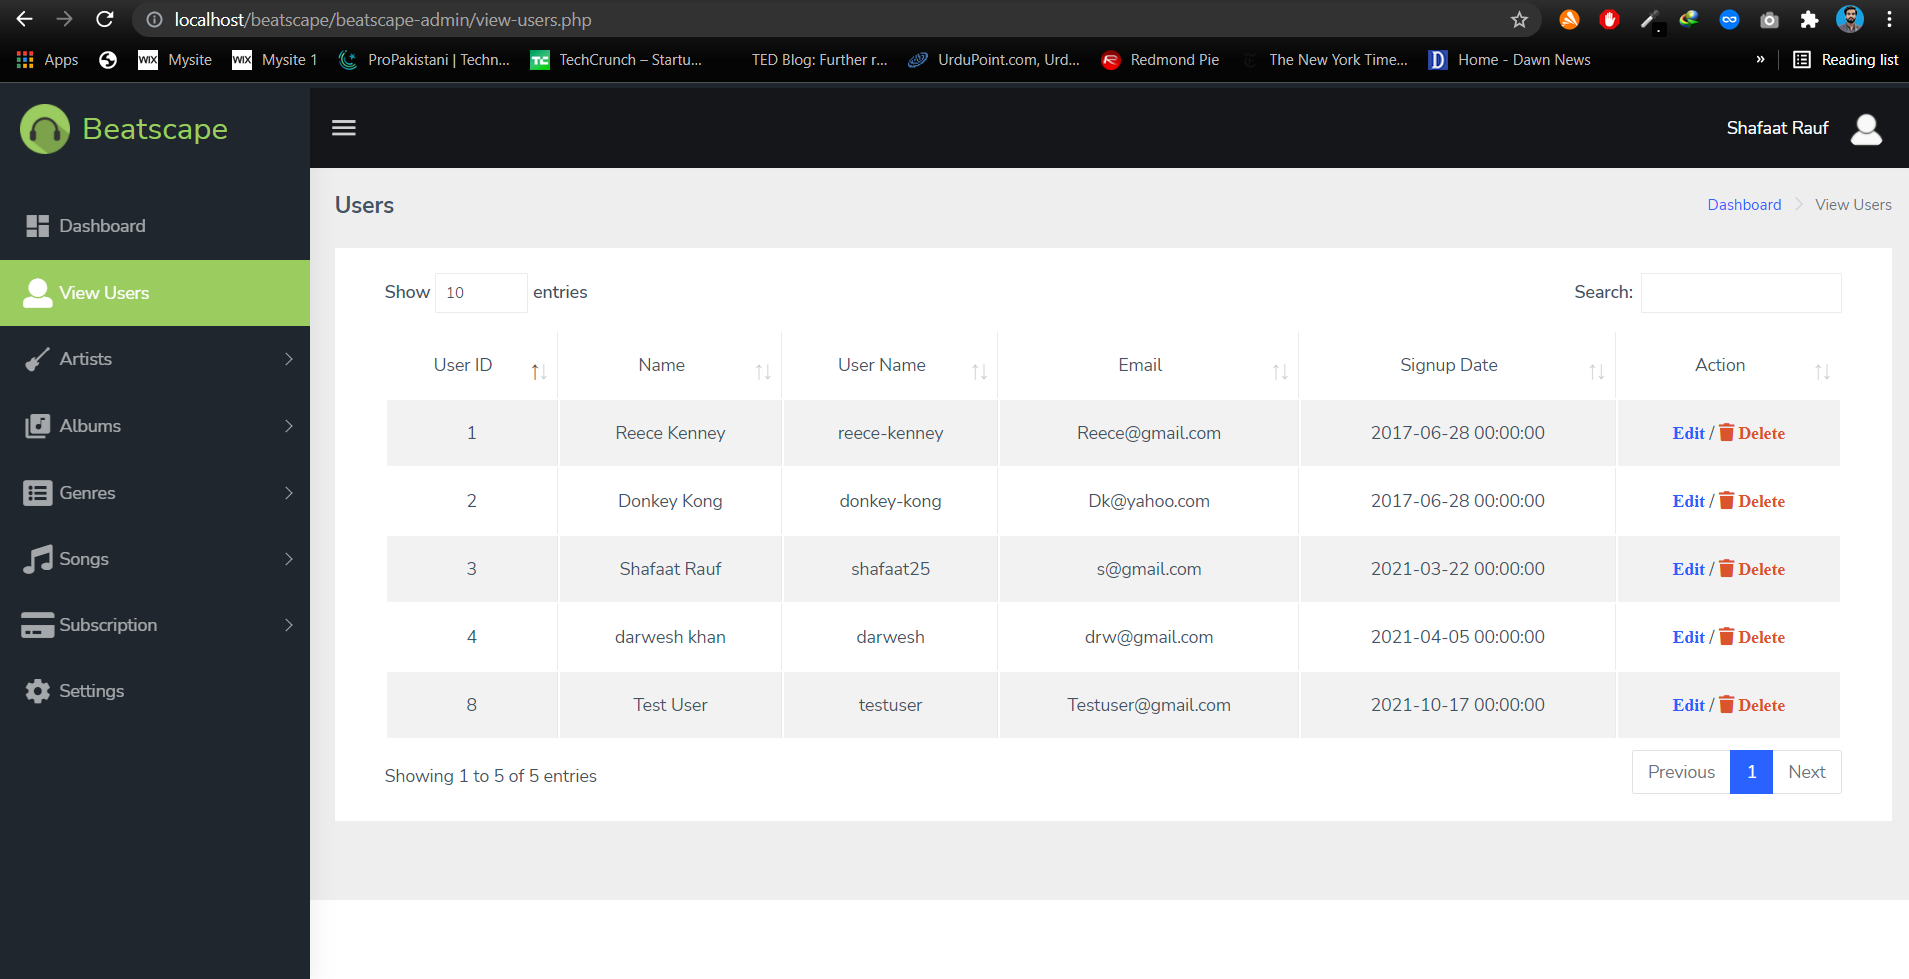 localhost/beatscape/beatscape-admin/view-users.php
Apps WiX Mysite WiX Mysite 1 ProPakistani | Techn... TC TechCrunch – Startu... TED Blog: Further r... UrduPoint.com, Urd... Redmond Pie The New York Time... D Home - Dawn News » Reading list
Beatscape
Shafaat Rauf
Users
Dashboard > View Users
Dashboard
View Users
Artists
Albums
Genres
Songs
Subscription
Settings
Show 10 entries
Search:
User ID Name User Name Email Signup Date Action
1 Reece Kenney reece-kenney Reece@gmail.com 2017-06-28 00:00:00 Edit / Delete
2 Donkey Kong donkey-kong Dk@yahoo.com 2017-06-28 00:00:00 Edit / Delete
3 Shafaat Rauf shafaat25 s@gmail.com 2021-03-22 00:00:00 Edit / Delete
4 darwesh khan darwesh drw@gmail.com 2021-04-05 00:00:00 Edit / Delete
8 Test User testuser Testuser@gmail.com 2021-10-17 00:00:00 Edit / Delete
Showing 1 to 5 of 5 entries
Previous 1 Next